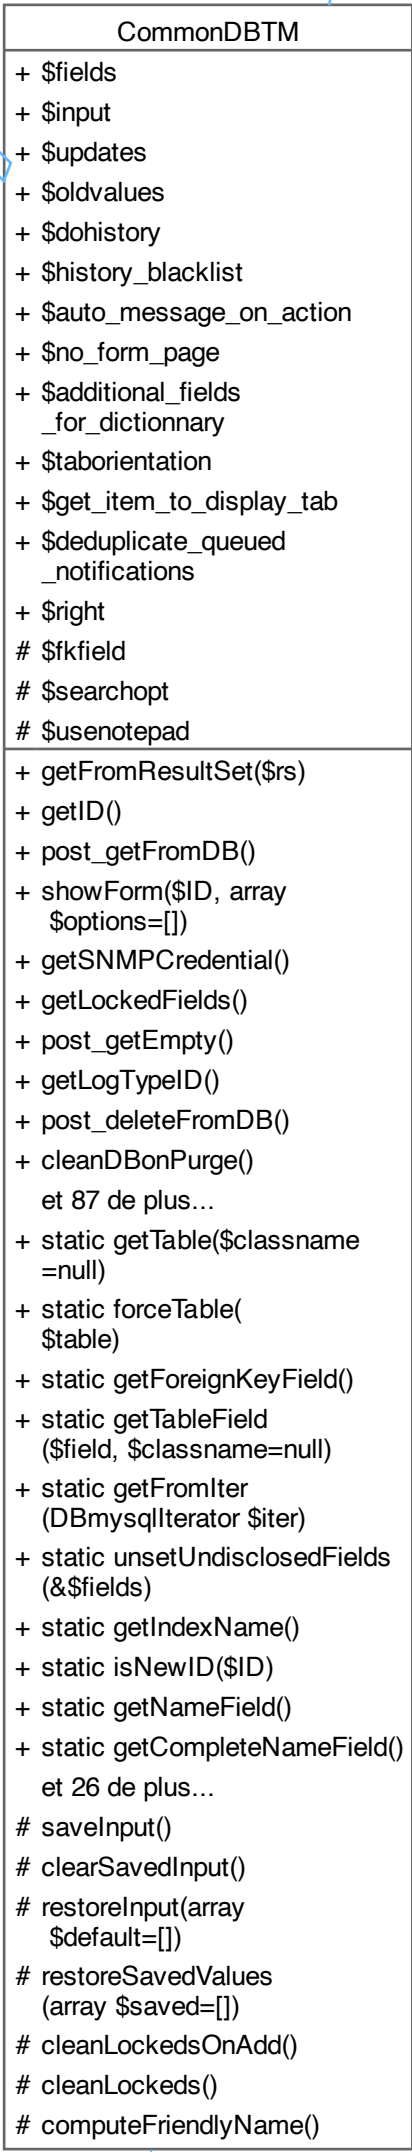 CommonDBTM
+ $fields
+ $input
+ $updates
+ $oldvalues
+ $dohistory
+ $history_blacklist
+ $auto_message_on_action
+ $no_form_page
+ $additional_fields
_for_dictionnary
+ $taborientation
+ $get_item_to_display_tab
+ $deduplicate_queued
_notifications
+ $right
# $fkfield
# $searchopt
# $usenotepad
+ getFromResultSet($rs)
+ getID()
+ post_getFromDB()
+ showForm($ID, array
$options=[])
+ getSNMPCredential()
+ getLockedFields()
+ post_getEmpty()
+ getLogTypeID()
+ post_deleteFromDB()
+ cleanDBonPurge()
et 87 de plus...
+ static getTable($classname
=null)
+ static forceTable(
$table)
+ static getForeignKeyField()
+ static getTableField
($field, $classname=null)
+ static getFromIter
(DBmysqlIterator $iter)
+ static unsetUndisclosedFields
(&$fields)
+ static getIndexName()
+ static isNewID($ID)
+ static getNameField()
+ static getCompleteNameField()
et 26 de plus...
# saveInput()
# clearSavedInput()
# restoreInput(array
$default=[])
# restoreSavedValues
(array $saved=[])
# cleanLockedsOnAdd()
# cleanLockeds()
# computeFriendlyName()